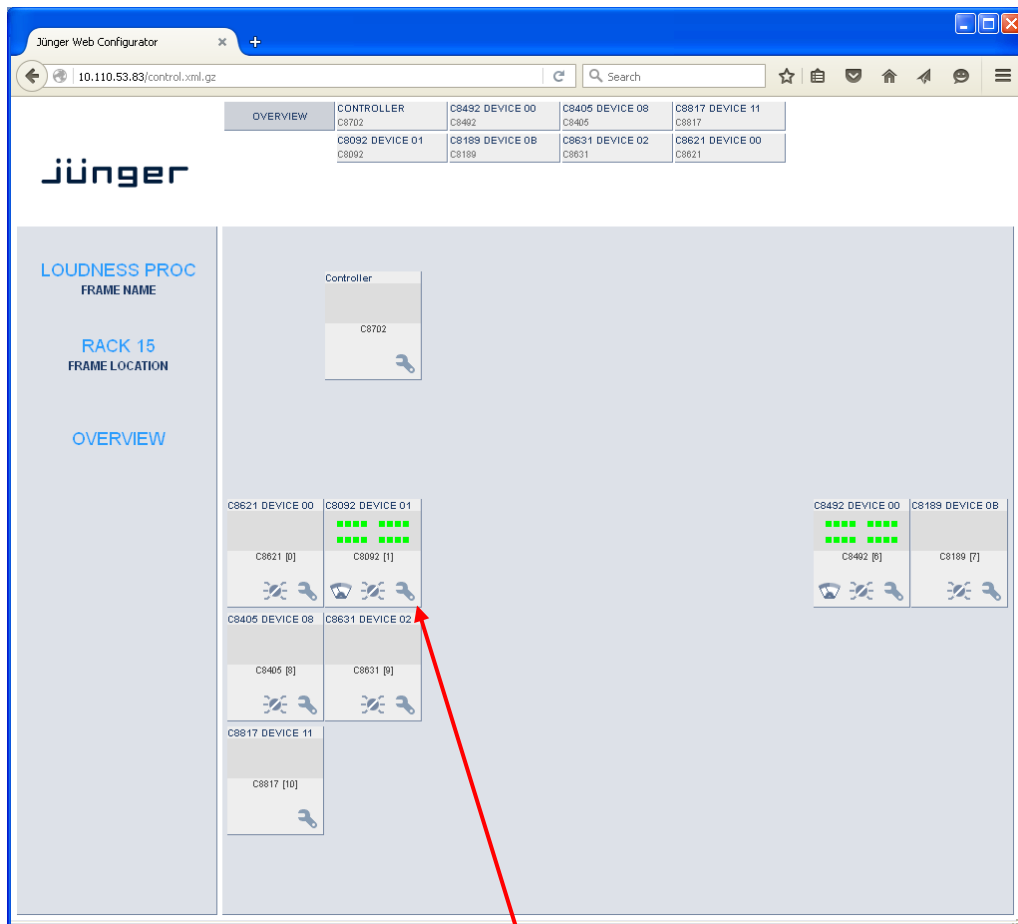 Jünger Web Configurator
10.110.53.83/control.xml.gz
Search
OVERVIEW
CONTROLLER
C8702
C8492 DEVICE 00
C8492
C8405 DEVICE 08
C8405
C8817 DEVICE 11
C8817
C8092 DEVICE 01
C8092
C8189 DEVICE 0B
C8189
C8631 DEVICE 02
C8631
C8621 DEVICE 00
C8621
jünger
LOUDNESS PROC
FRAME NAME
RACK 15
FRAME LOCATION
OVERVIEW
Controller
C8702
C8621 DEVICE 00
C8621 [0]
C8092 DEVICE 01
C8092 [1]
C8492 DEVICE 00
C8492 [6]
C8189 DEVICE 0B
C8189 [7]
C8405 DEVICE 08
C8405 [8]
C8631 DEVICE 02
C8631 [9]
C8817 DEVICE 11
C8817 [10]